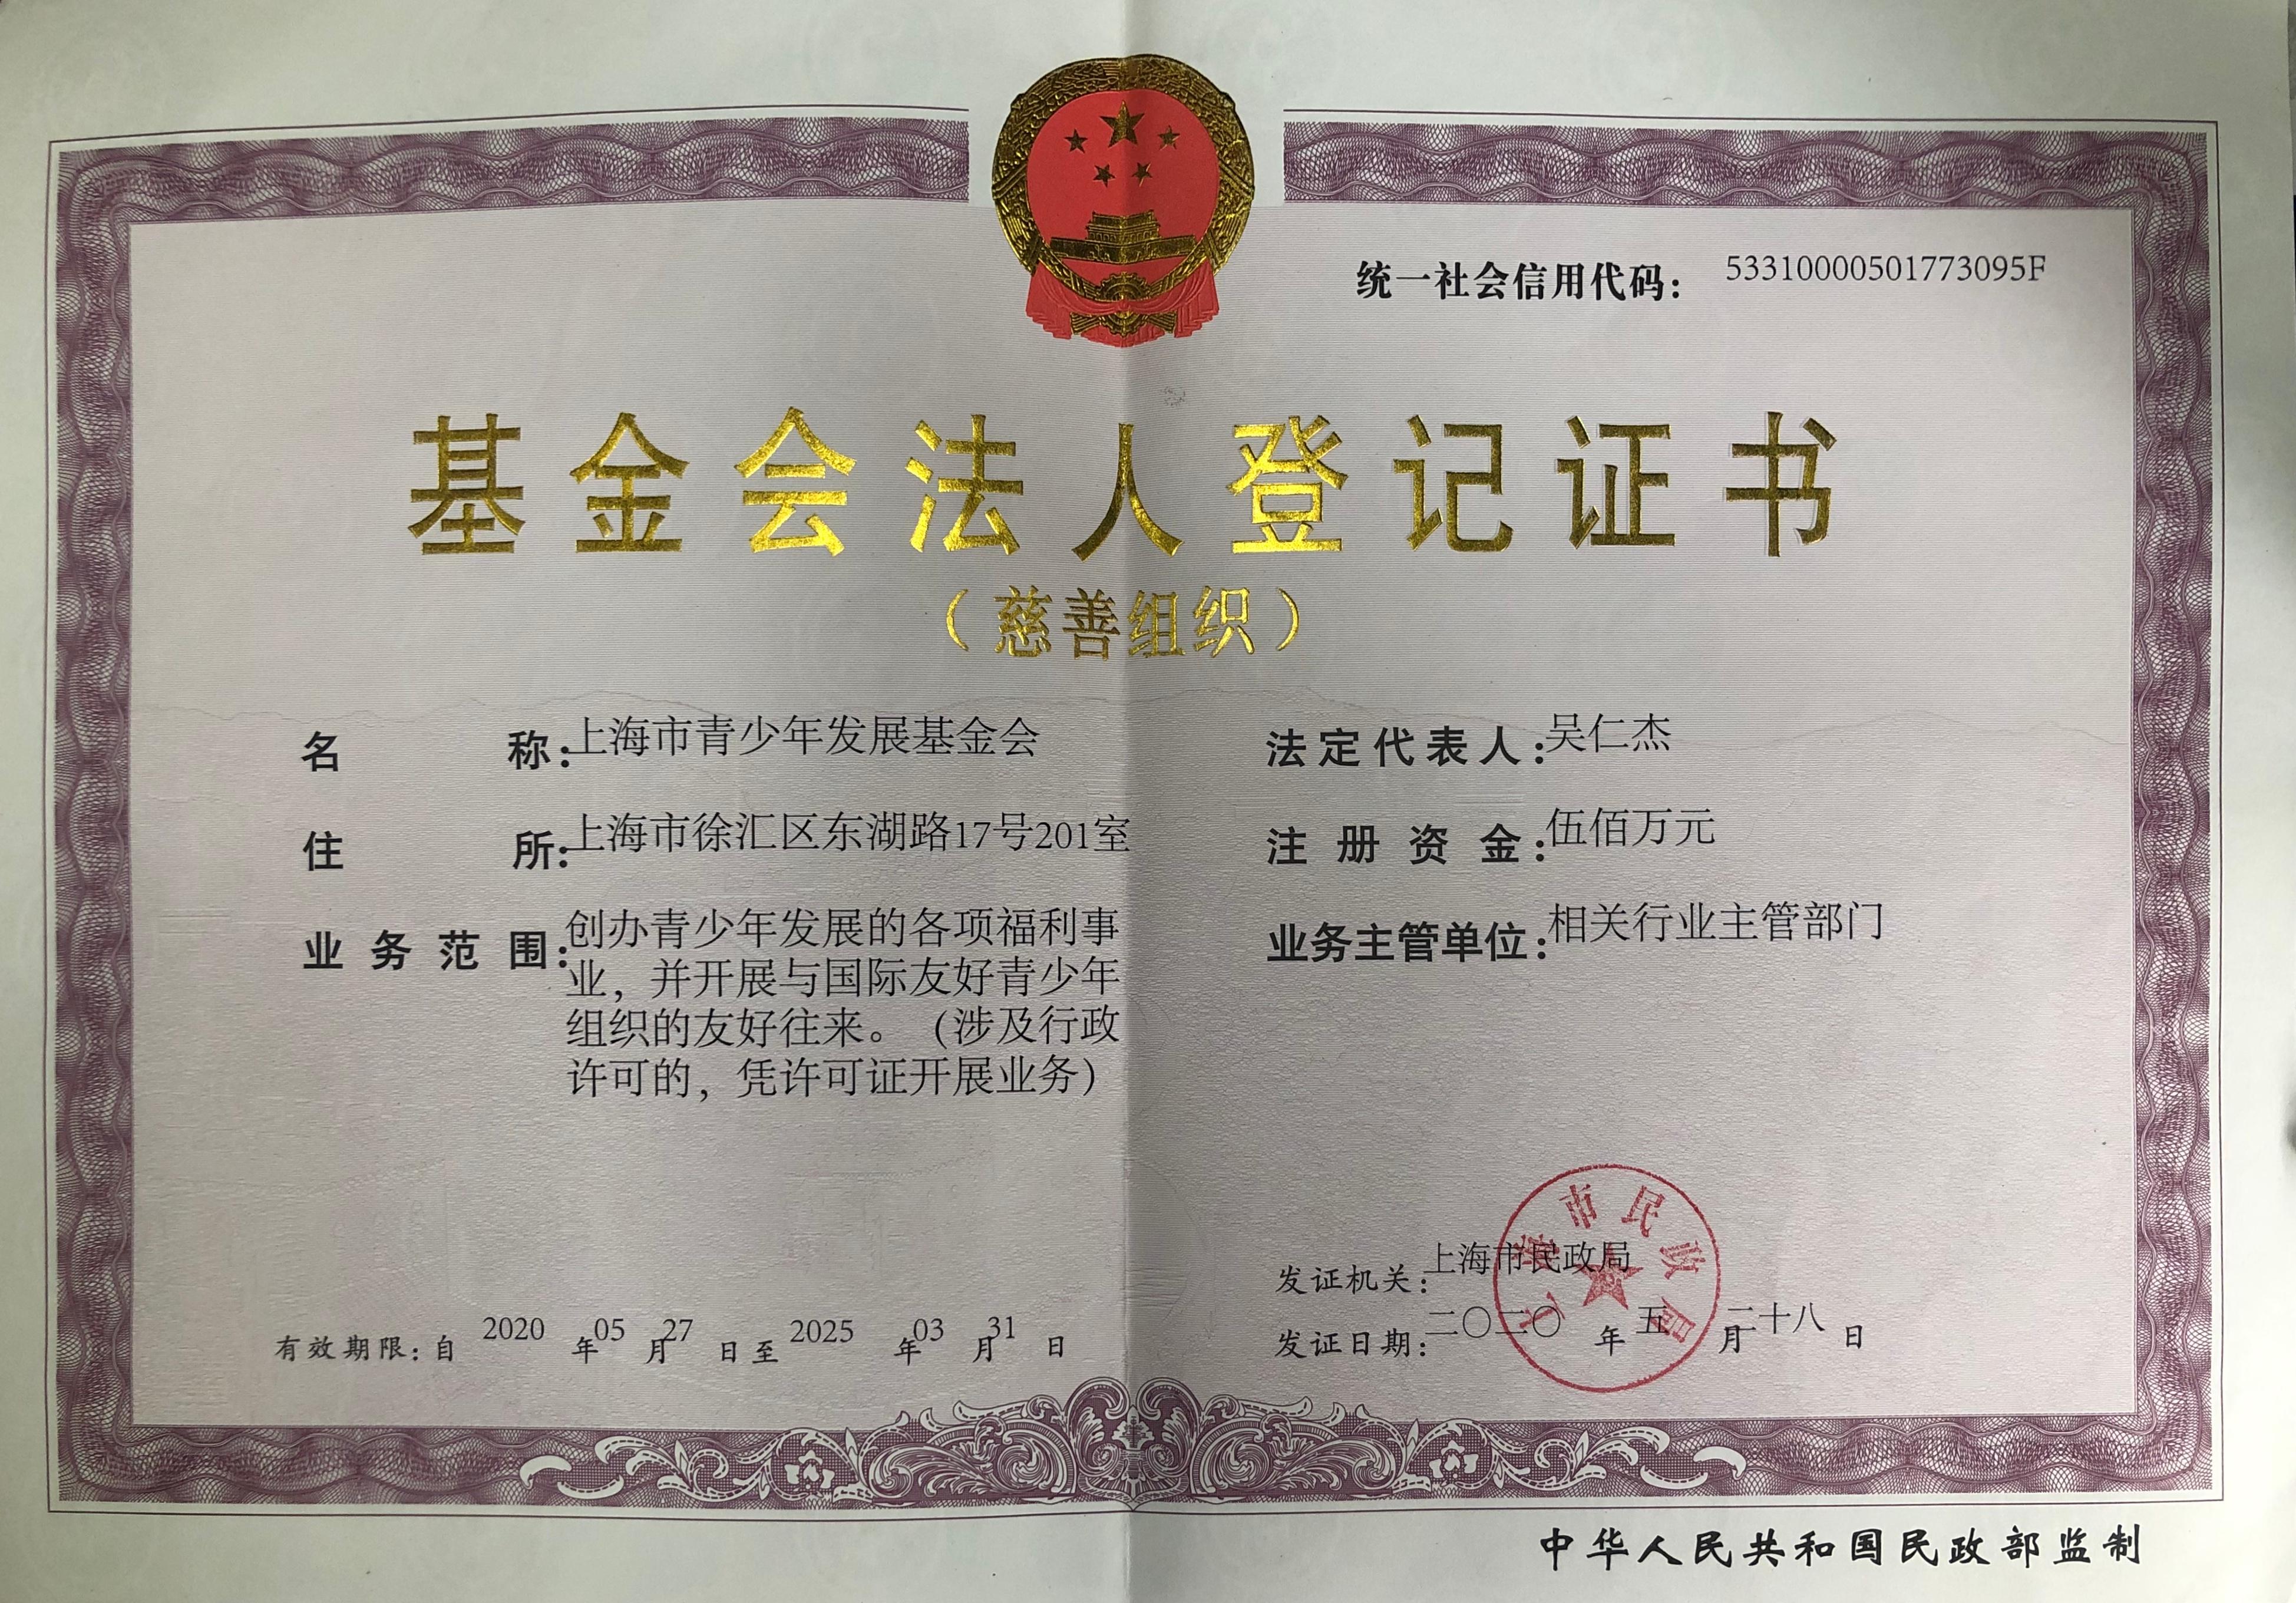 统一社会信用代码： 53310000501773095F
基金会法人登记证书
（慈善组织）
名称：上海市青少年发展基金会
住所：上海市徐汇区东湖路17号201室
业务范围：创办青少年发展的各项福利事
业，并开展与国际友好青少年
组织的友好往来。（涉及行政
许可的，凭许可证开展业务）
法定代表人：吴仁杰
注册资金：伍佰万元
业务主管单位：相关行业主管部门
有效期限：自 2020 年 05 月 27 日至 2025 年 03 月 31 日
发证机关：上海市民政局
发证日期：二〇二〇 年 五 月 二十八 日
上海市民政局
中华人民共和国民政部监制